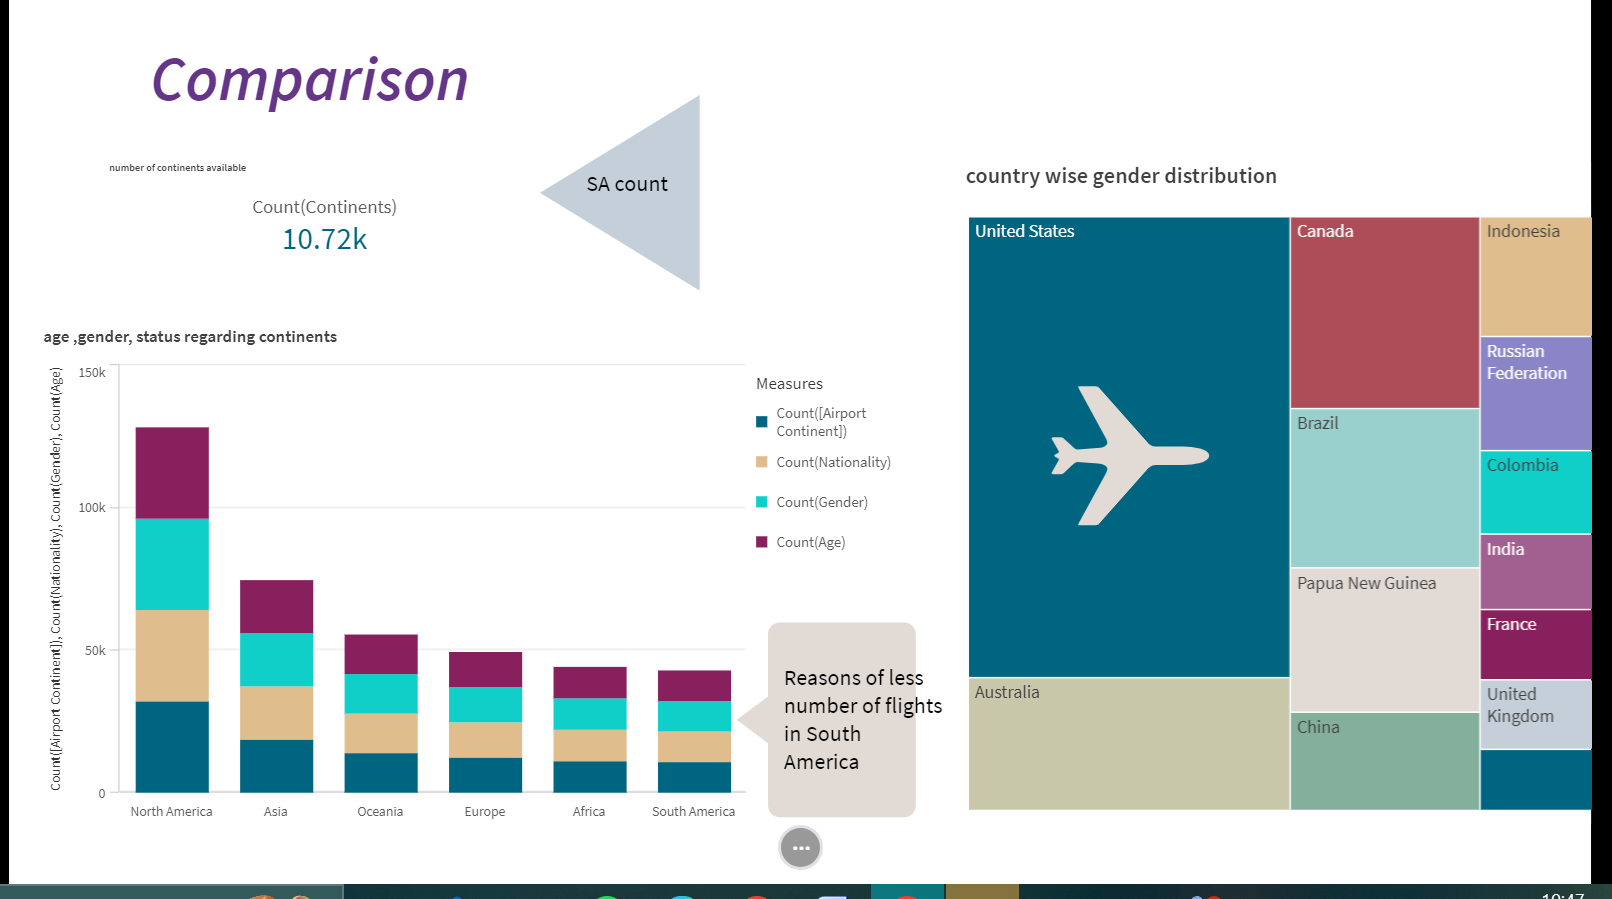 Comparison
number of continents available
Count(Continents)
10.72k
SA count
age ,gender, status regarding continents
Count([Airport Continent]), Count(Nationality), Count(Gender), Count(Age)
150k
100k
50k
0
North America
Asia
Oceania
Europe
Africa
South America
Measures
Count([Airport
Continent])
Count(Nationality)
Count(Gender)
Count(Age)
Reasons of less
number of flights
in South
America
country wise gender distribution
United States
Australia
Canada
Brazil
Papua New Guinea
China
Indonesia
Russian
Federation
Colombia
India
France
United
Kingdom